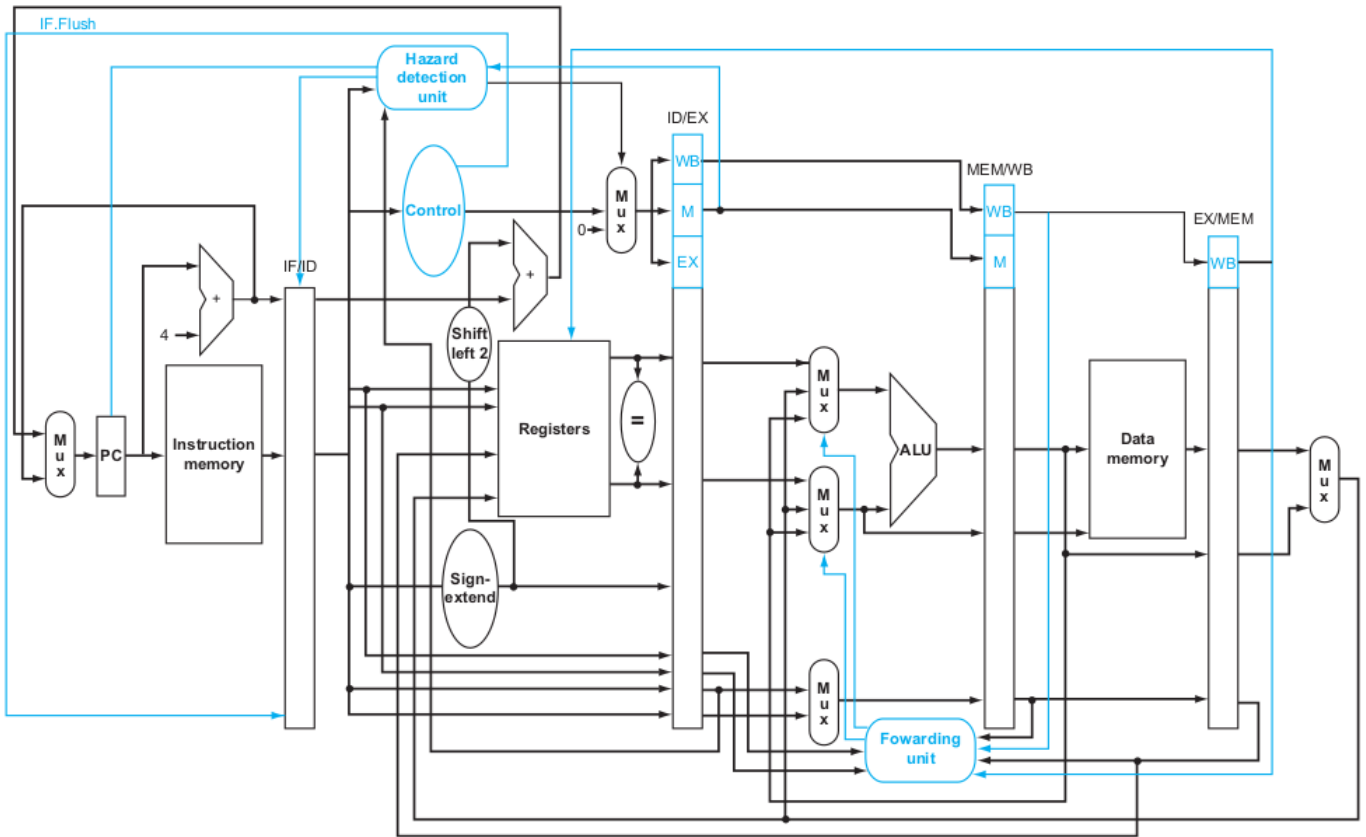 IF.Flush
Hazard
detection
unit
ID/EX
WB
MEM/WB
M
u
x
Control
M
WB
EX/MEM
0
EX
M
WB
IF/ID
+
+
4
Shift
left 2
M
u
x
M
u
x
PC
Instruction
memory
Registers
=
ALU
Data
memory
M
u
x
M
u
x
Sign-
extend
M
u
x
Fowarding
unit